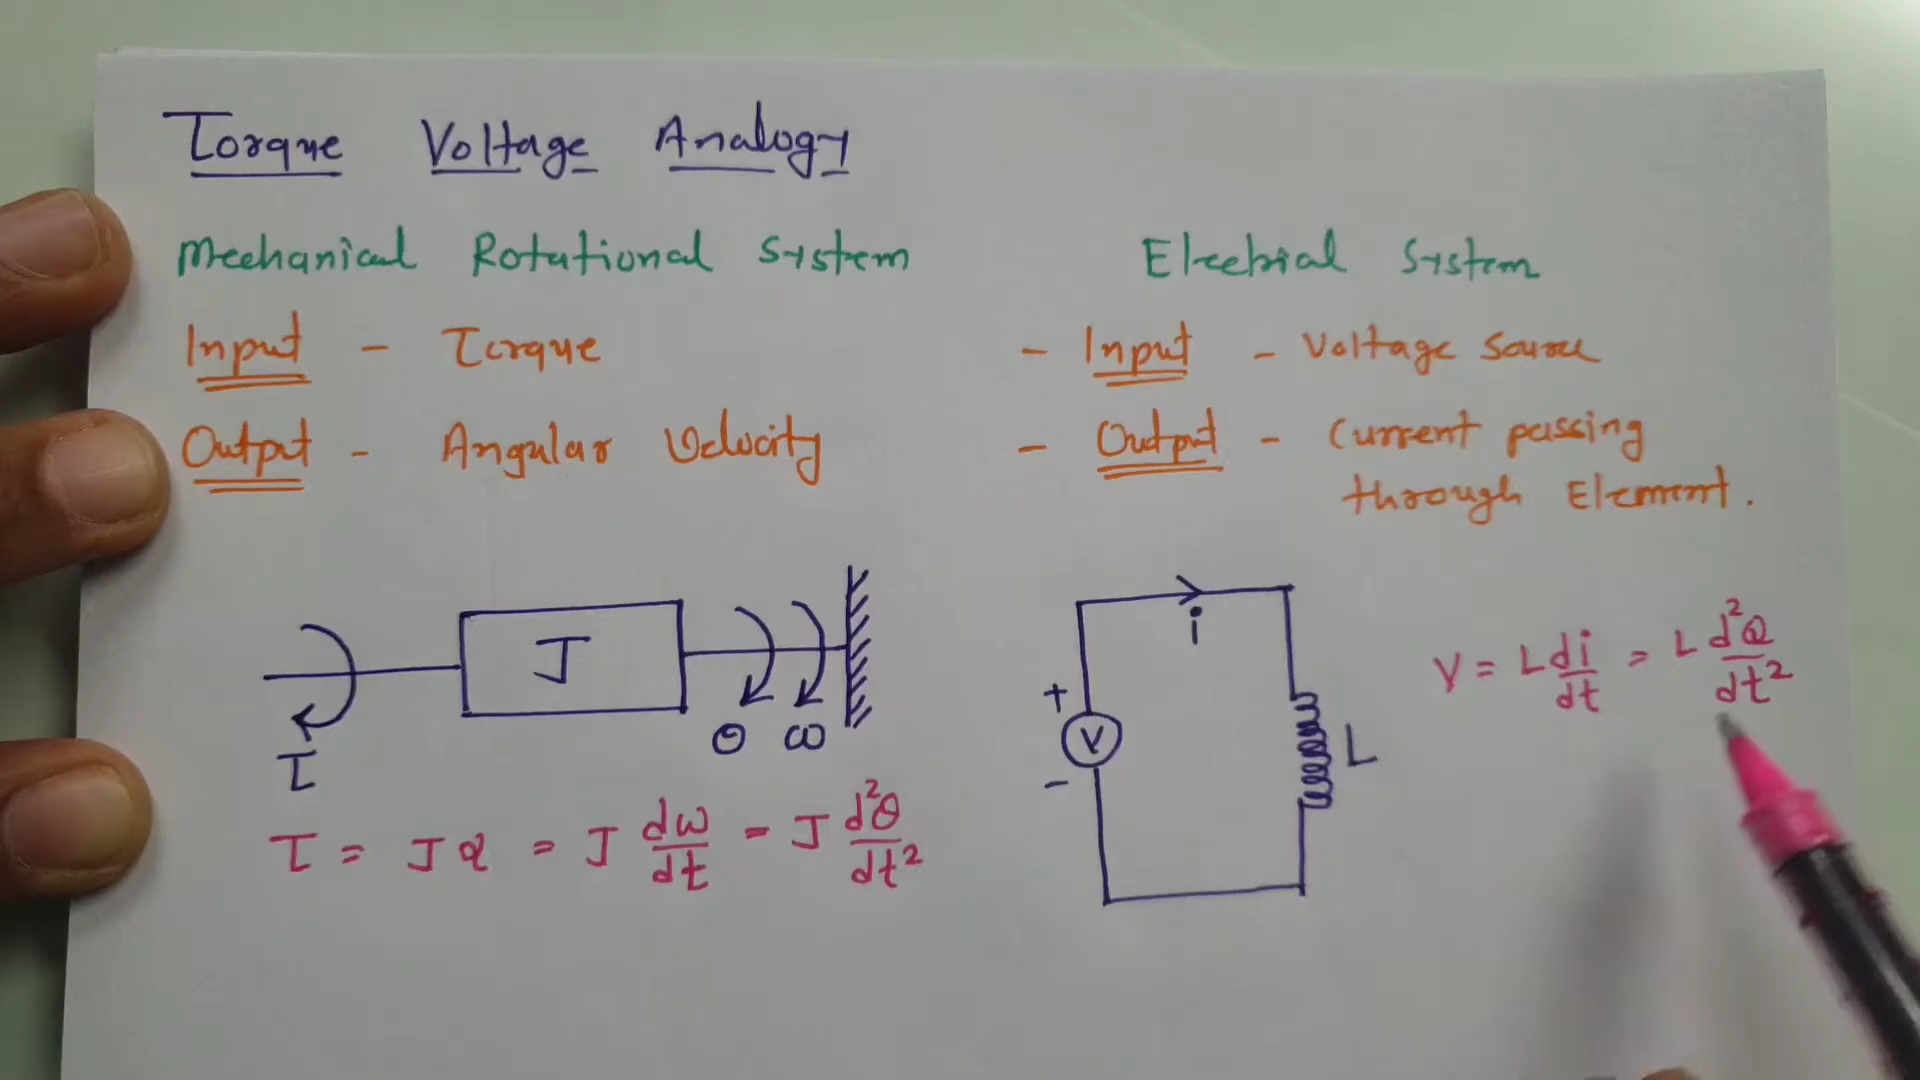 Torque Voltage Analogy
Mechanical Rotational System
Input - Torque
Output - Angular Velocity
τ
J
θ ω
τ = Jα = J dω/dt = J d²θ/dt²
Electrical System
- Input - Voltage Source
- Output - Current passing
through Element.
i
+
V
-
L
V = L di/dt = L d²Q/dt²